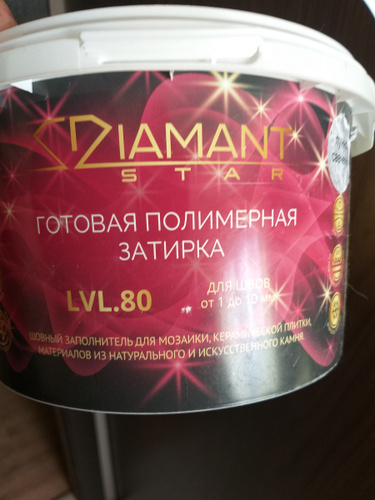 DIAMANT
STAR
ГОТОВАЯ ПОЛИМЕРНАЯ
ЗАТИРКА
LVL.80
ДЛЯ ШВОВ
от 1 до 10 мм
ШОВНЫЙ ЗАПОЛНИТЕЛЬ ДЛЯ МОЗАИКИ, КЕРАМИЧЕСКОЙ ПЛИТКИ,
МАТЕРИАЛОВ ИЗ НАТУРАЛЬНОГО И ИСКУССТВЕННОГО КАМНЯ.